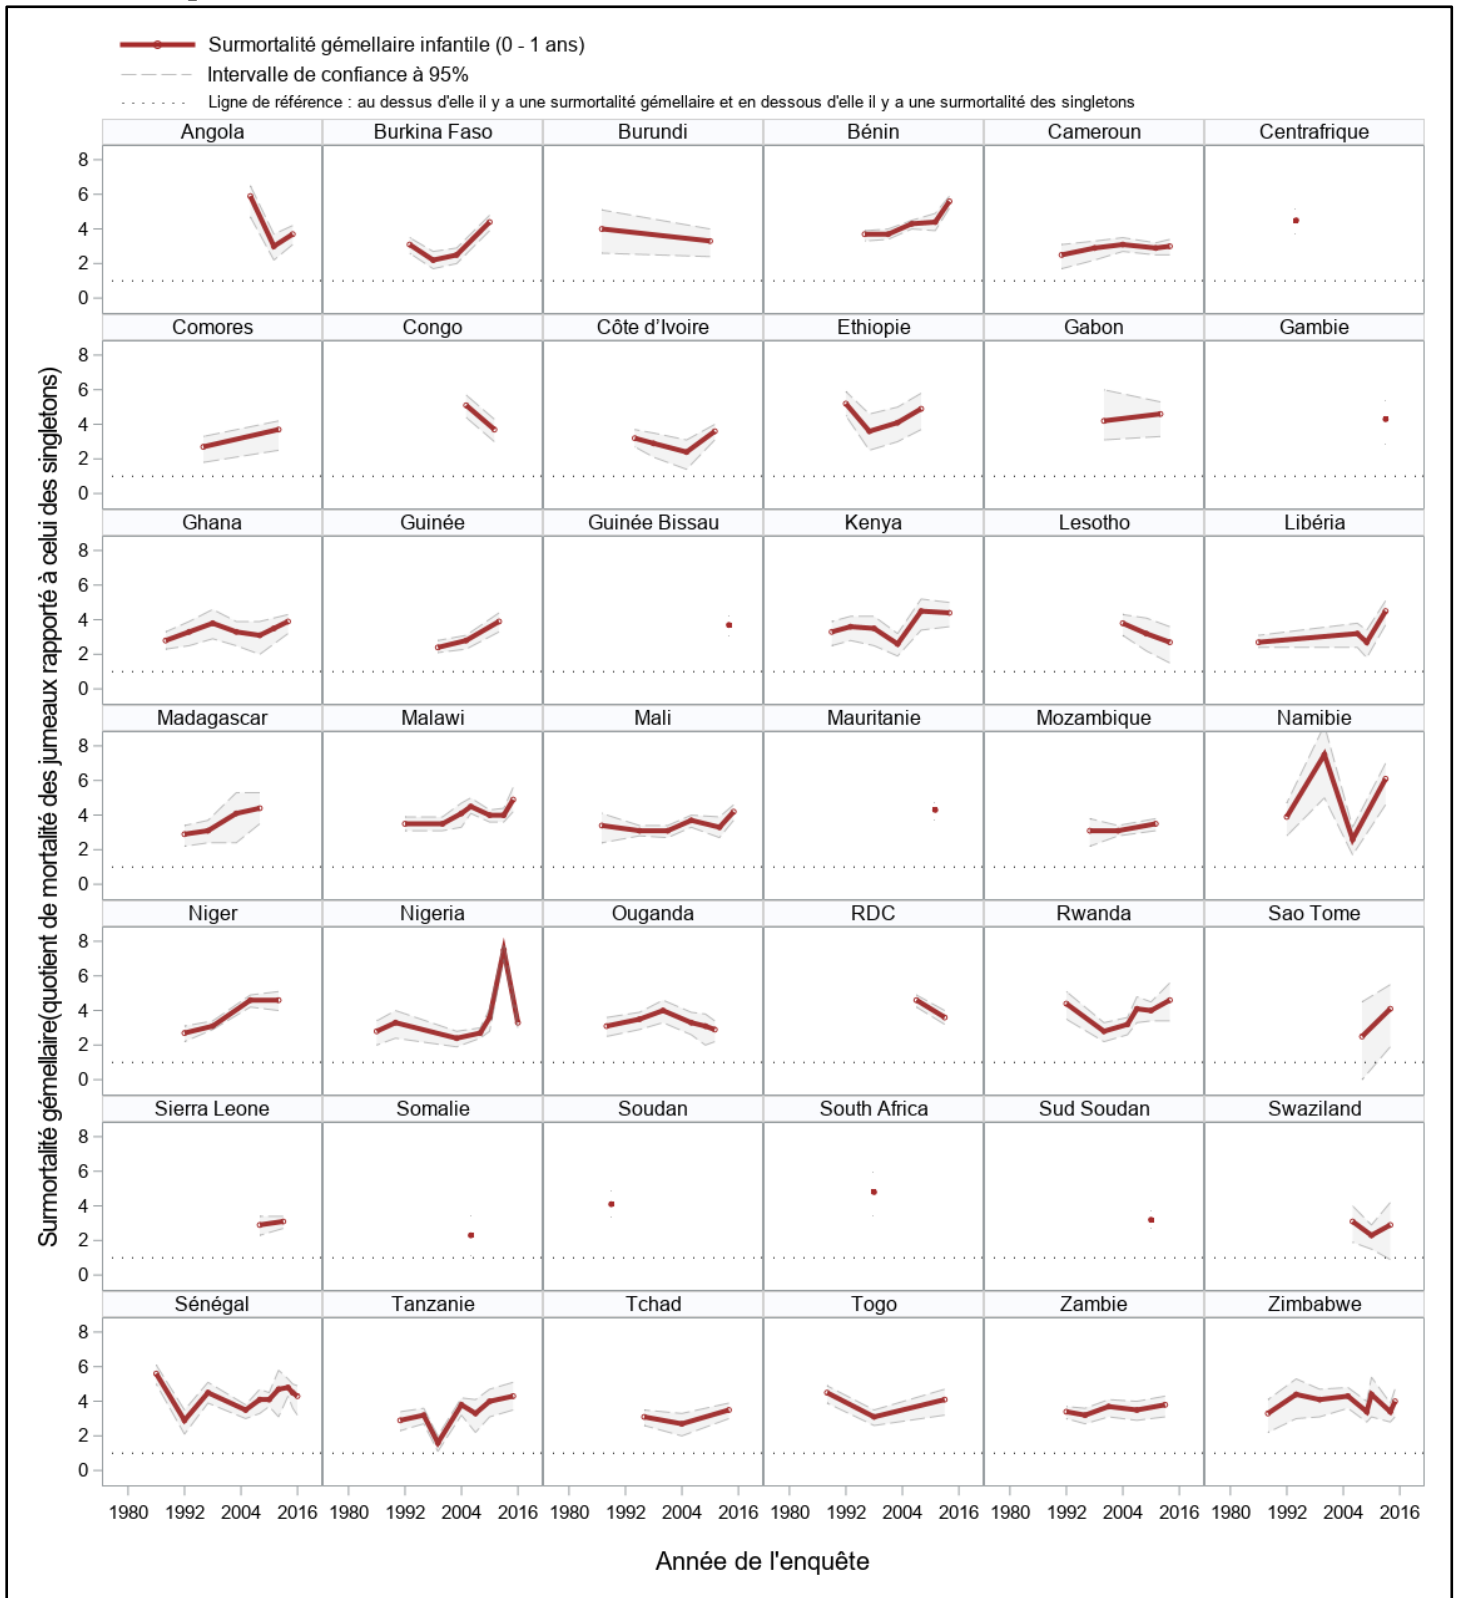 Surmortalité gémellaire infantile (0 - 1 ans)
Intervalle de confiance à 95%
Ligne de référence : au dessus d'elle il y a une surmortalité gémellaire et en dessous d'elle il y a une surmortalité des singletons
Surmortalité gémellaire(quotient de mortalité des jumeaux rapporté à celui des singletons)
Angola Burkina Faso Burundi Bénin Cameroun Centrafrique
8
6
4
2
0
Comores Congo Côte d’Ivoire Ethiopie Gabon Gambie
8
6
4
2
0
Ghana Guinée Guinée Bissau Kenya Lesotho Libéria
8
6
4
2
0
Madagascar Malawi Mali Mauritanie Mozambique Namibie
8
6
4
2
0
Niger Nigeria Ouganda RDC Rwanda Sao Tome
8
6
4
2
0
Sierra Leone Somalie Soudan South Africa Sud Soudan Swaziland
8
6
4
2
0
Sénégal Tanzanie Tchad Togo Zambie Zimbabwe
8
6
4
2
0
1980 1992 2004 2016 1980 1992 2004 2016 1980 1992 2004 2016 1980 1992 2004 2016 1980 1992 2004 2016 1980 1992 2004 2016
Année de l'enquête